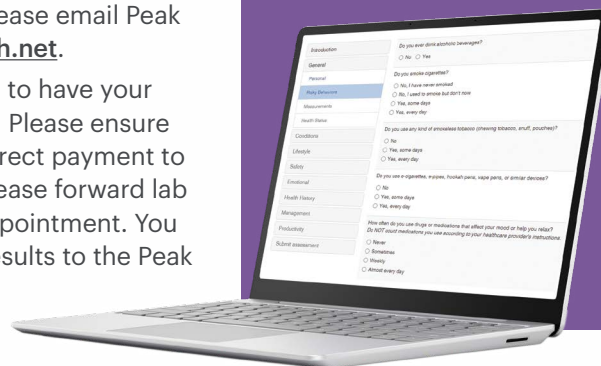 ease email Peak
h.net.
to have your
Please ensure
rect payment to
ease forward lab
pointment. You
esults to the Peak
Introduction
General
Personal
Risky Behaviors
Measurements
Health Status
Conditions
Lifestyle
Safety
Emotional
Health History
Management
Productivity
Submit assessment
Do you ever drink alcoholic beverages?
No Yes
Do you smoke cigarettes?
No, I have never smoked
No, I used to smoke but don't now
Yes, some days
Yes, every day
Do you use any kind of smokeless tobacco (chewing tobacco, snuff, pouches)?
No
Yes, some days
Yes, every day
Do you use e-cigarettes, e-pipes, hookah pens, vape pens, or similar devices?
No
Yes, some days
Yes, every day
How often do you use drugs or medications that affect your mood or help you relax?
Do NOT count medications you use according to your healthcare provider's instructions.
Never
Sometimes
Weekly
Almost every day